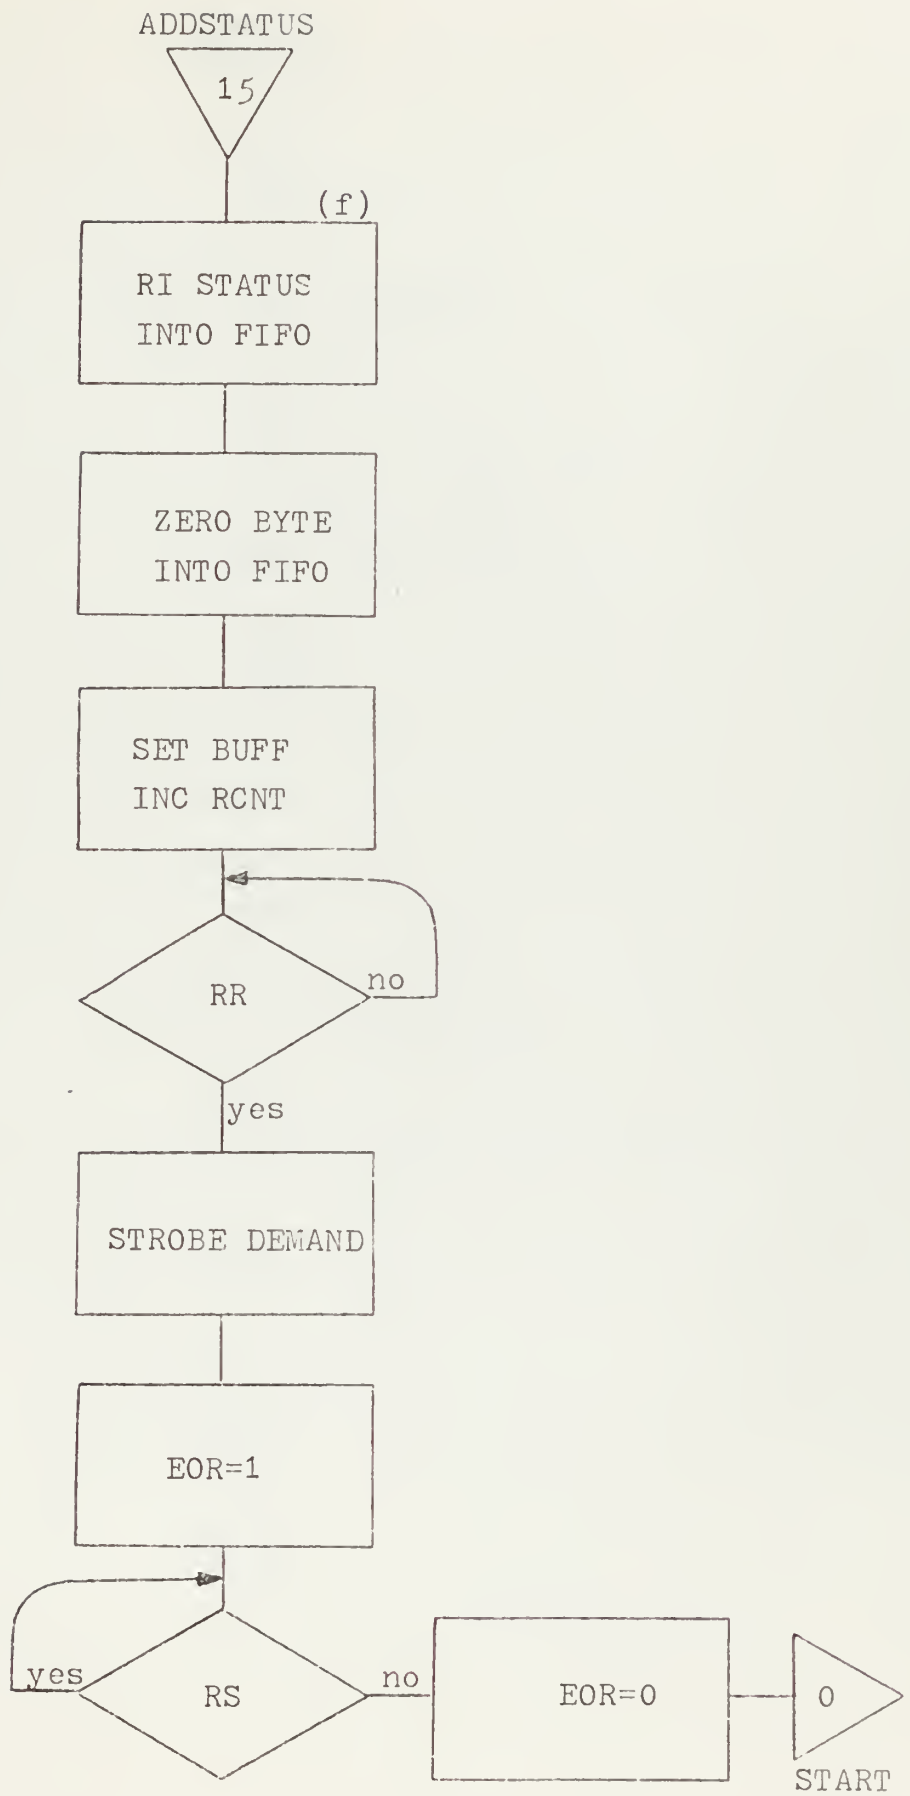 ADDSTATUS
15
(f)
RI STATUS
INTO FIFO
ZERO BYTE
INTO FIFO
SET BUFF
INC RCNT
RR
no
yes
STROBE DEMAND
EOR=1
yes
RS
no
EOR=0
0
START